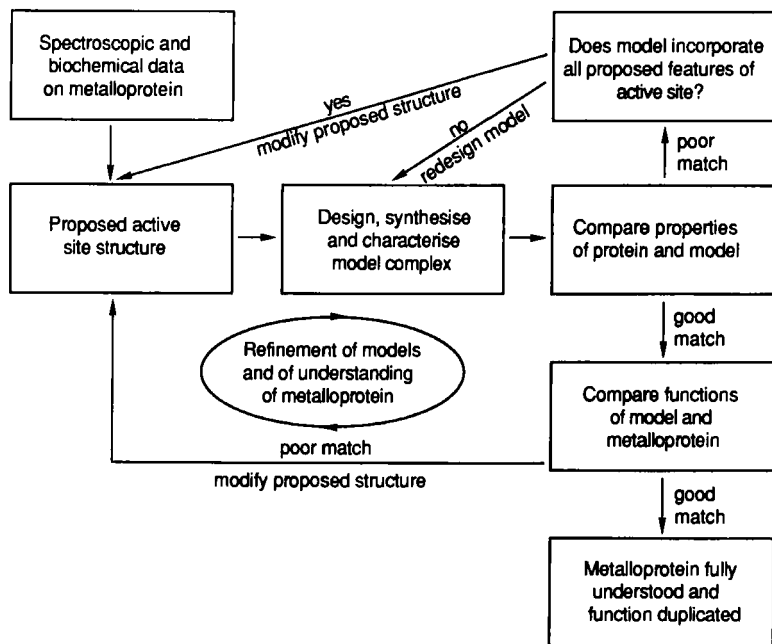 Spectroscopic and
biochemical data
on metalloprotein
Does model incorporate
all proposed features of
active site?
yes
modify proposed structure
no
redesign model
poor
match
Proposed active
site structure
Design, synthesise
and characterise
model complex
Compare properties
of protein and model
good
match
Refinement of models
and of understanding
of metalloprotein
Compare functions
of model and
metalloprotein
poor match
modify proposed structure
good
match
Metalloprotein fully
understood and
function duplicated